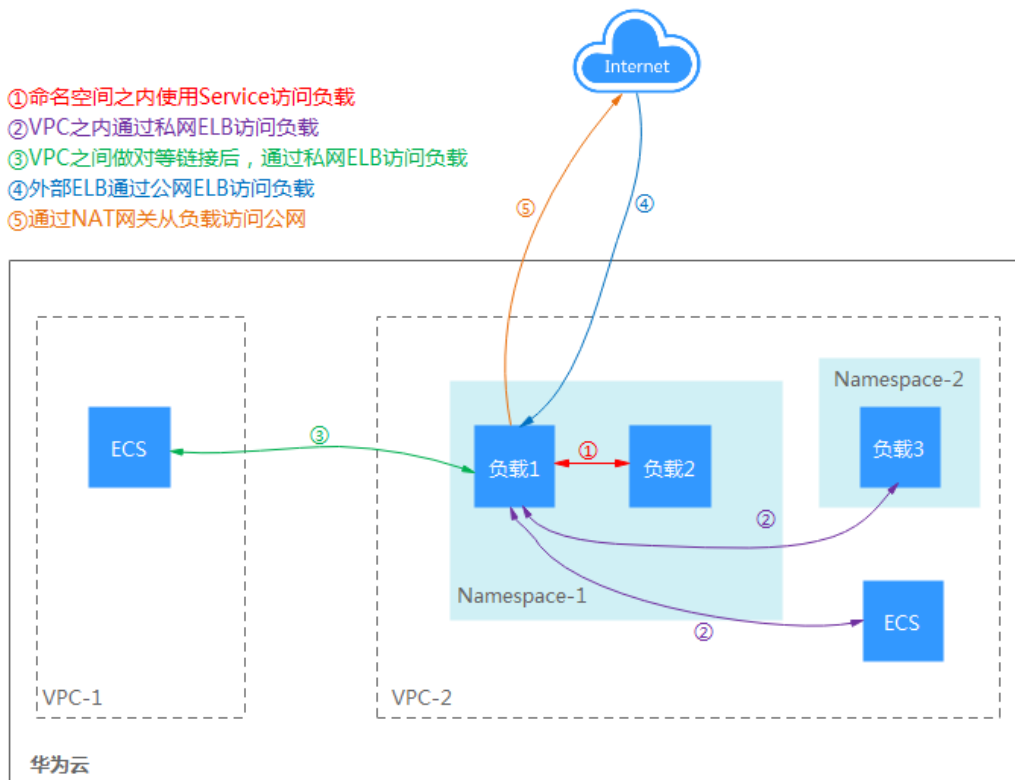 Internet
①命名空间之内使用Service访问负载
②VPC之内通过私网ELB访问负载
③VPC之间做对等链接后，通过私网ELB访问负载
④外部ELB通过公网ELB访问负载
⑤通过NAT网关从负载访问公网
⑤
④
Namespace-2
ECS
③
负载1
①
负载2
负载3
②
Namespace-1
②
ECS
VPC-1
VPC-2
华为云